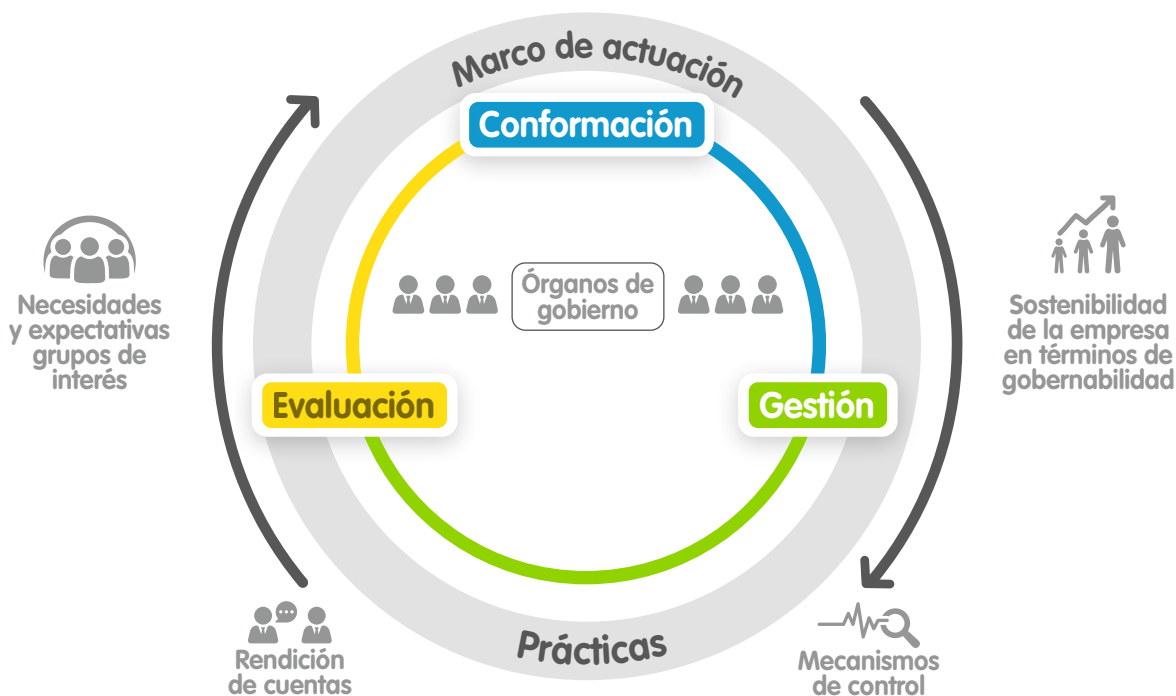 Marco de actuación
Conformación
Órganos de
gobierno
Necesidades
y expectativas
grupos de
interés
Sostenibilidad
de la empresa
en términos de
gobernabilidad
Evaluación
Gestión
Prácticas
Rendición
de cuentas
Mecanismos
de control